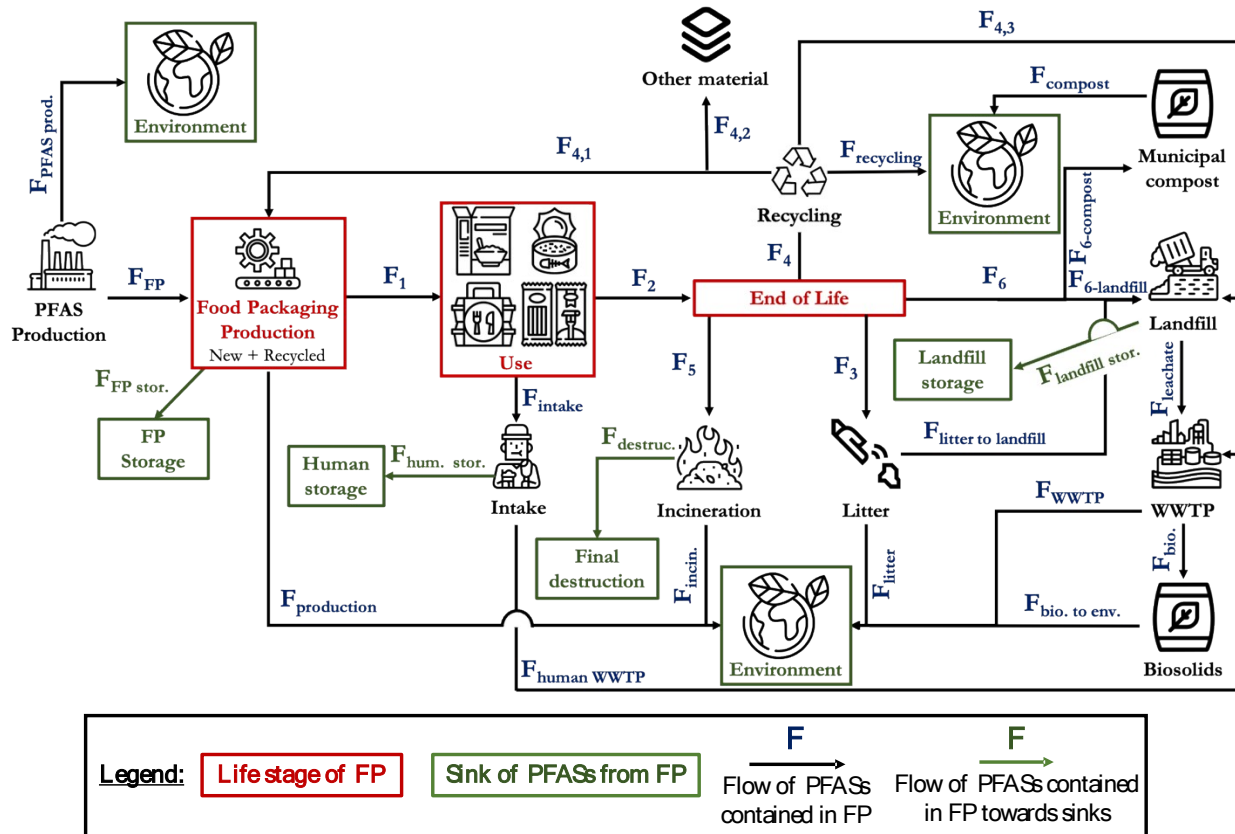 F4,3
Other material
Fcompost
Environment
FPFAS prod.
F4,2
F4,1
Frecycling
Municipal
compost
Recycling
Environment
F6-compost
FFP
F1
F2
F4
F6
F6-landfill
PFAS
Production
Food Packaging
Production
New + Recycled
End of Life
Landfill
Use
FFP stor.
F5
F3
Landfill
storage
Flandfill stor.
Fleachate
Fintake
FP
Storage
Human
storage
Fhum. stor.
Fdestruc.
Flitter to landfill
Intake
Incineration
Litter
FWWTP
WWTP
Final
destruction
Fincin.
Flitter
Fbio.
Fproduction
Fbio. to env.
Environment
Biosolids
Fhuman WWTP
Legend:
Life stage of FP
Sink of PFASs from FP
F
Flow of PFASs
contained in FP
F
Flow of PFASs contained
in FP towards sinks